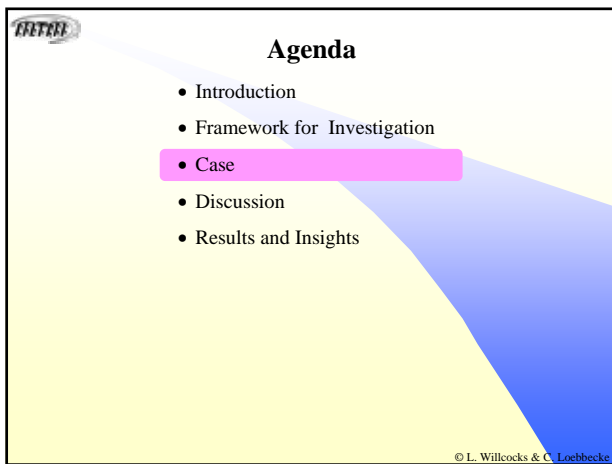 Agenda
• Introduction
• Framework for Investigation
• Case
• Discussion
• Results and Insights
© L. Willcocks & C. Loebbecke